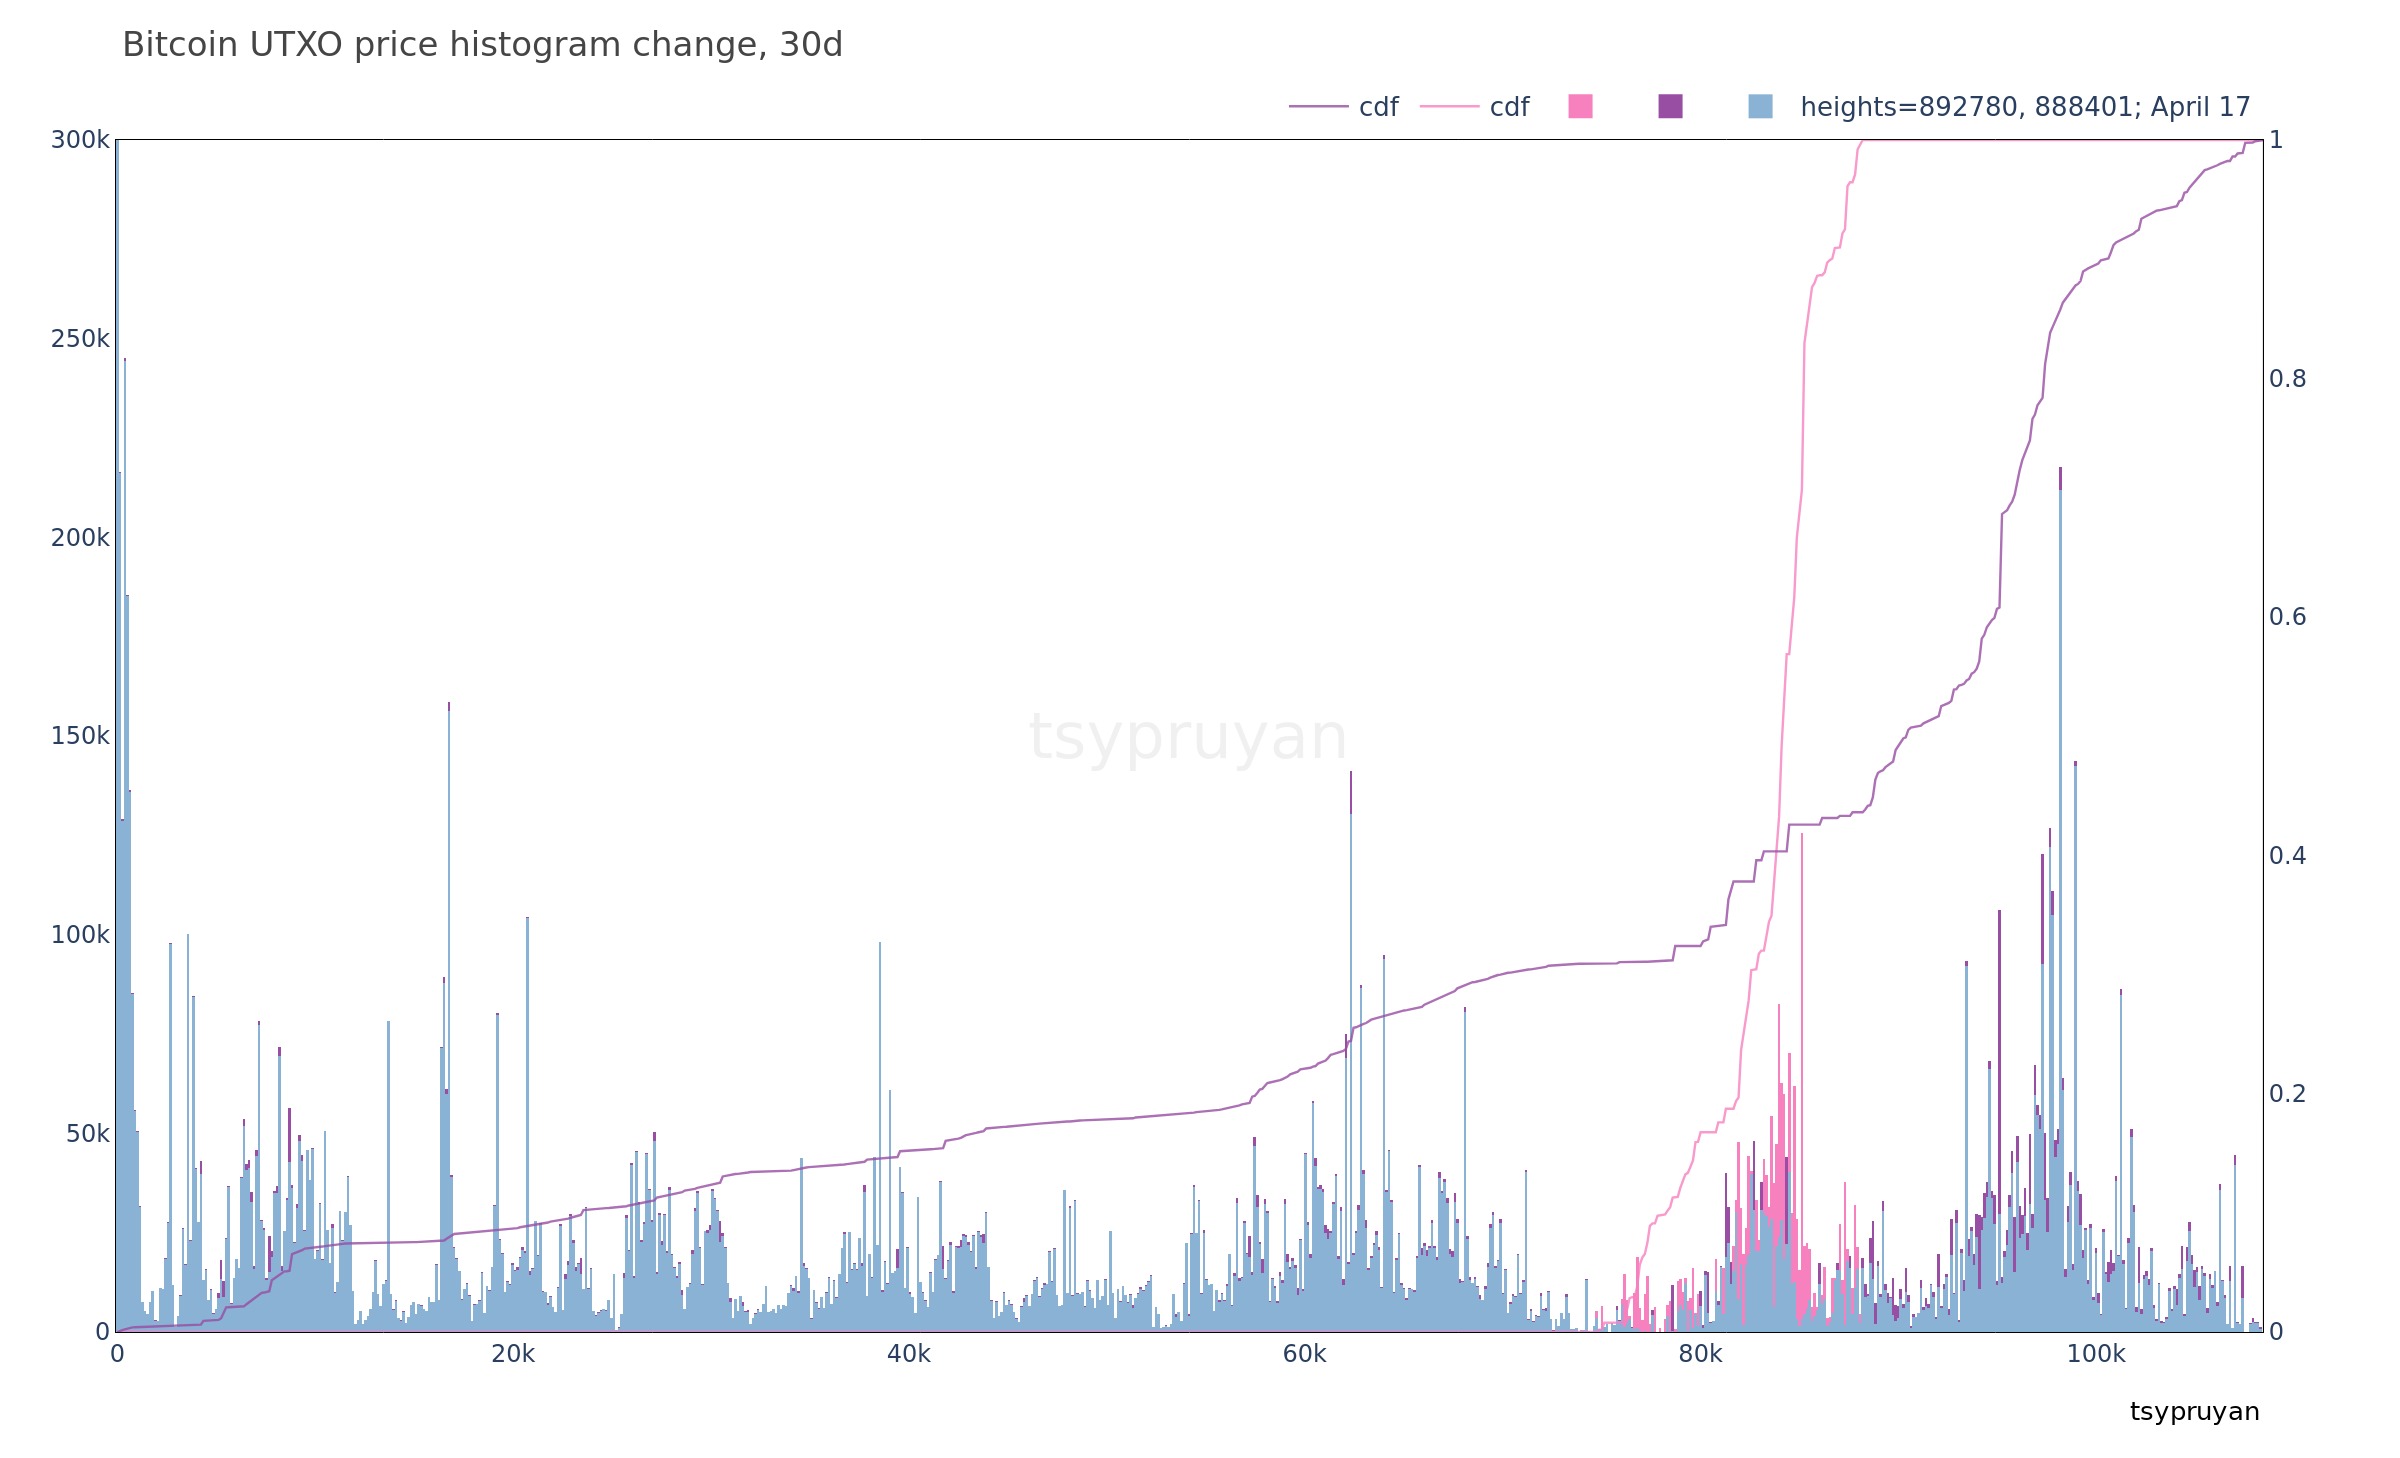 Bitcoin UTXO price histogram change, 30d
cdf cdf heights=892780, 888401; April 17
300k 1
250k
0.8
200k
0.6
150k
tsypruyan
0.4
100k
0.2
50k
0 0
0 20k 40k 60k 80k 100k
tsypruyan